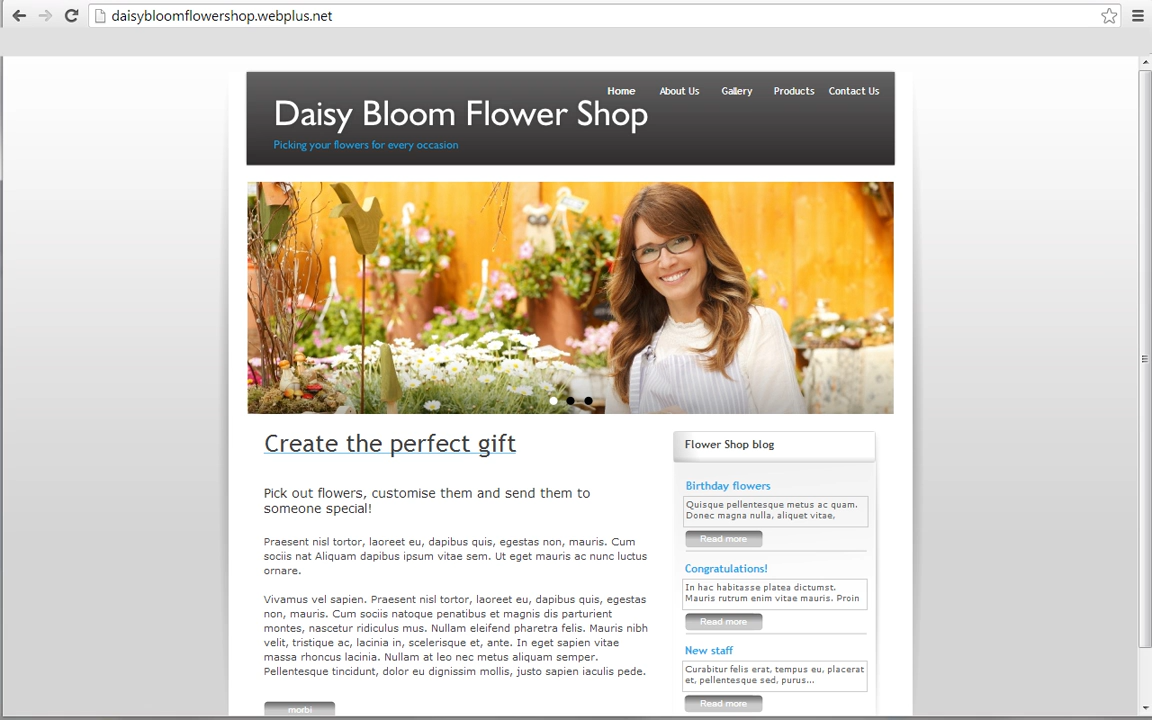 daisybloomflowershop.webplus.net
Home About Us Gallery Products Contact Us
Daisy Bloom Flower Shop
Picking your flowers for every occasion
Create the perfect gift
Pick out flowers, customise them and send them to
someone special!
Praesent nisl tortor, laoreet eu, dapibus quis, egestas non, mauris. Cum
sociis nat Aliquam dapibus ipsum vitae sem. Ut eget mauris ac nunc luctus
ornare.
Vivamus vel sapien. Praesent nisl tortor, laoreet eu, dapibus quis, egestas
non, mauris. Cum sociis natoque penatibus et magnis dis parturient
montes, nascetur ridiculus mus. Nullam eleifend pharetra felis. Mauris nibh
velit, tristique ac, lacinia in, scelerisque et, ante. In eget sapien vitae
massa rhoncus lacinia. Nullam at leo nec metus aliquam semper.
Pellentesque tincidunt, dolor eu dignissim mollis, justo sapien iaculis pede.
morbi
Flower Shop blog
Birthday flowers
Quisque pellentesque metus ac quam.
Donec magna nulla, aliquet vitae,
Read more
Congratulations!
In hac habitasse platea dictumst.
Mauris rutrum enim vitae mauris. Proin
Read more
New staff
Curabitur felis erat, tempus eu, placerat
et, pellentesque sed, purus...
Read more